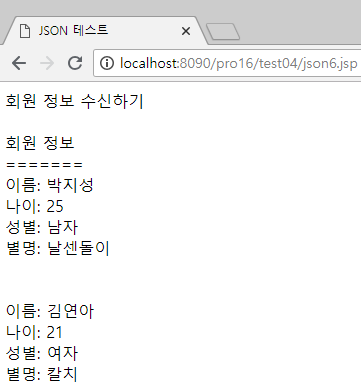 JSON 테스트
localhost:8090/pro16/test04/json6.jsp
회원 정보 수신하기
회원 정보
=======
이름: 박지성
나이: 25
성별: 남자
별명: 날센돌이
이름: 김연아
나이: 21
성별: 여자
별명: 칼치